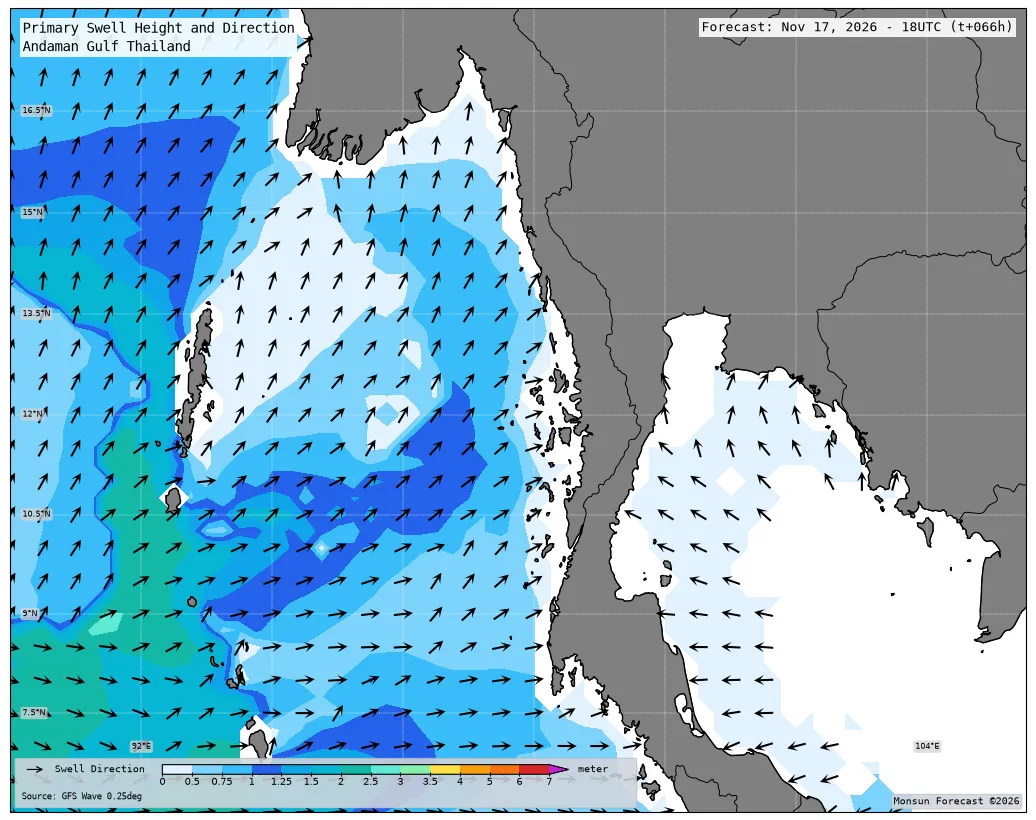 Primary Swell Height and Direction
Andaman Gulf Thailand
Forecast: Nov 17, 2026 - 18UTC (t+066h)
16.5°N
15°N
13.5°N
12°N
10.5°N
9°N
7.5°N
92°E
104°E
Swell Direction
meter
0 0.5 0.75 1.25 1.5 2 2.5 3 3.5 4 5 6 7
Source: GFS Wave 0.25deg
Monsun Forecast ©2026